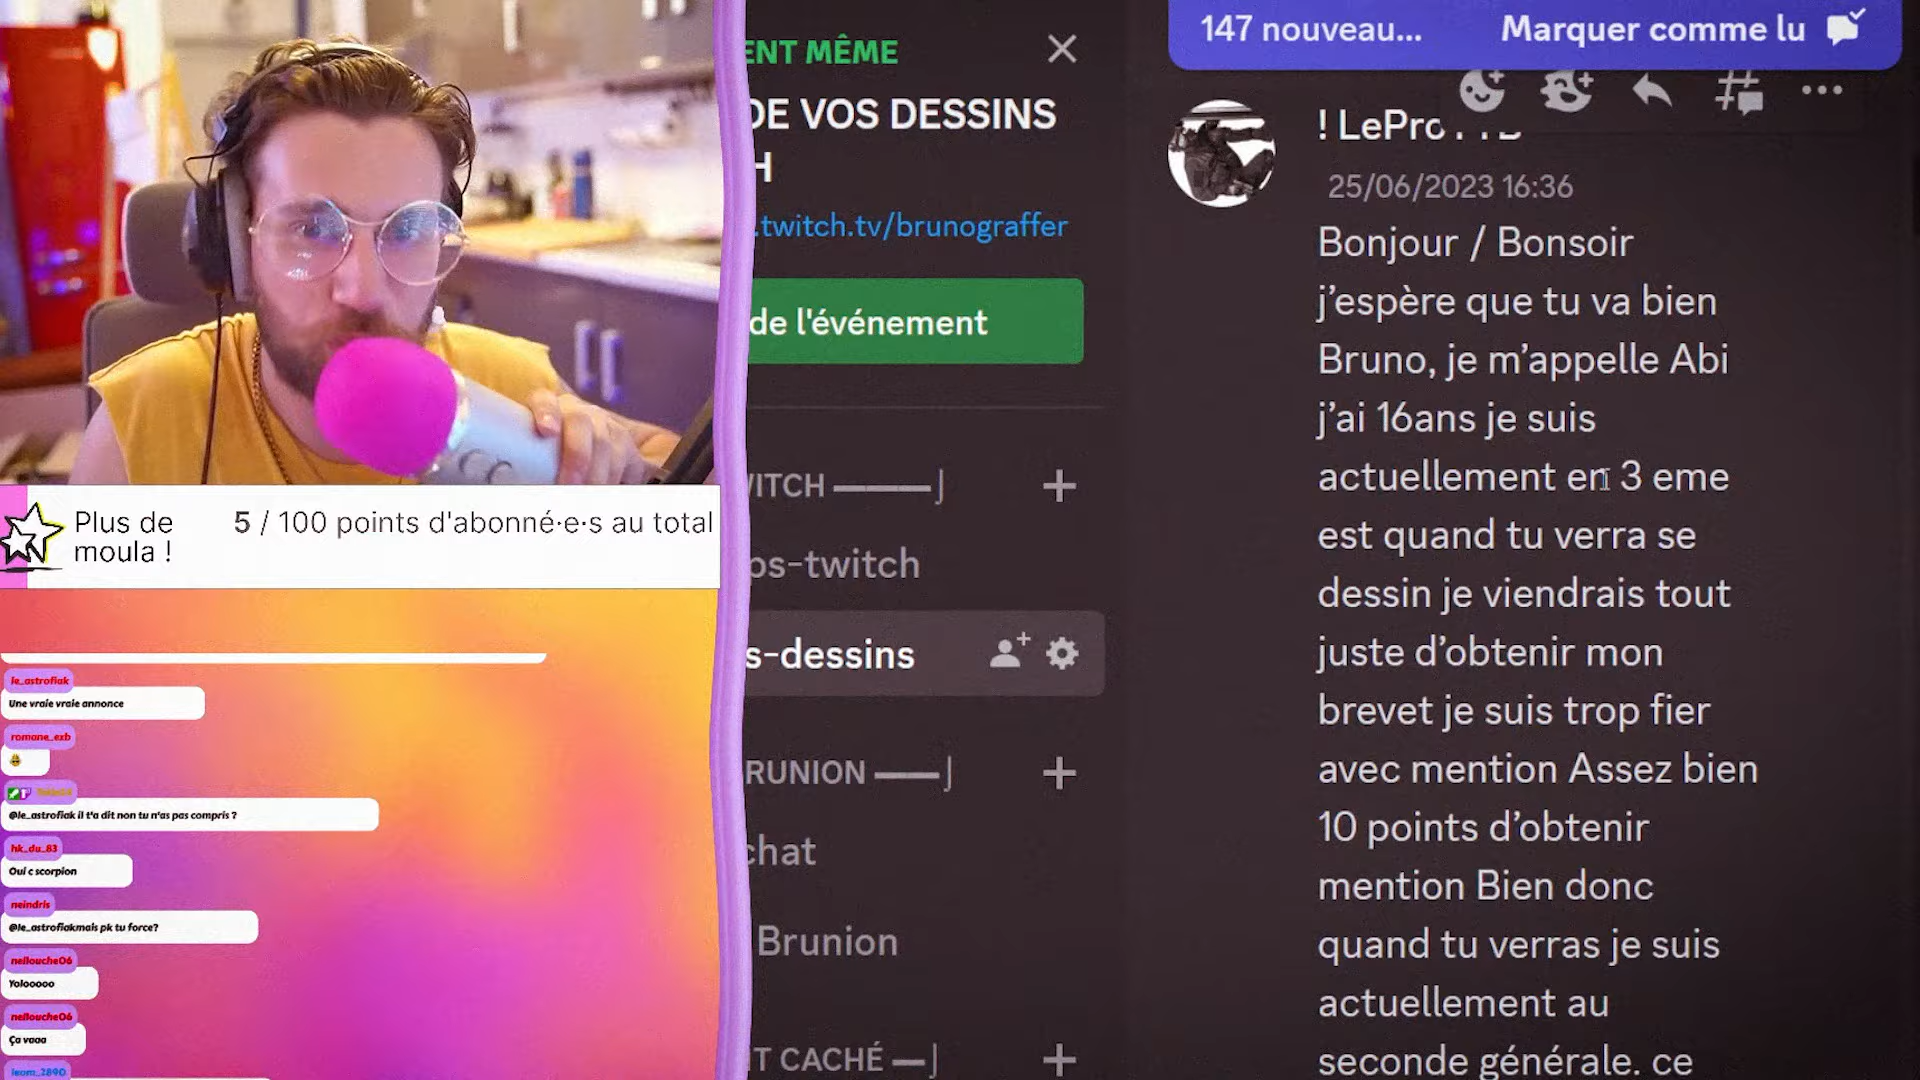 Plus de
moula !
5 / 100 points d'abonné·e·s au total
le_astrofiak
Une vraie vraie annonce
romane_exb
@le_astrofiak il t'a dit non tu n'as pas compris ?
hk_du_83
Oui c scorpion
neindris
@le_astrofiakmais pk tu force?
nellouche06
Yolooooo
nellouche06
Ça vaaa
leom_2890
ENT MÊME
DE VOS DESSINS
H
.twitch.tv/brunograffer
de l'événement
ITCH
ps-twitch
s-dessins
RUNION
chat
Brunion
T CACHÉ
147 nouveau...
Marquer comme lu
! LePro
25/06/2023 16:36
Bonjour / Bonsoir
j'espère que tu va bien
Bruno, je m'appelle Abi
j'ai 16ans je suis
actuellement en 3 eme
est quand tu verra se
dessin je viendrais tout
juste d'obtenir mon
brevet je suis trop fier
avec mention Assez bien
10 points d'obtenir
mention Bien donc
quand tu verras je suis
actuellement au
seconde générale. ce